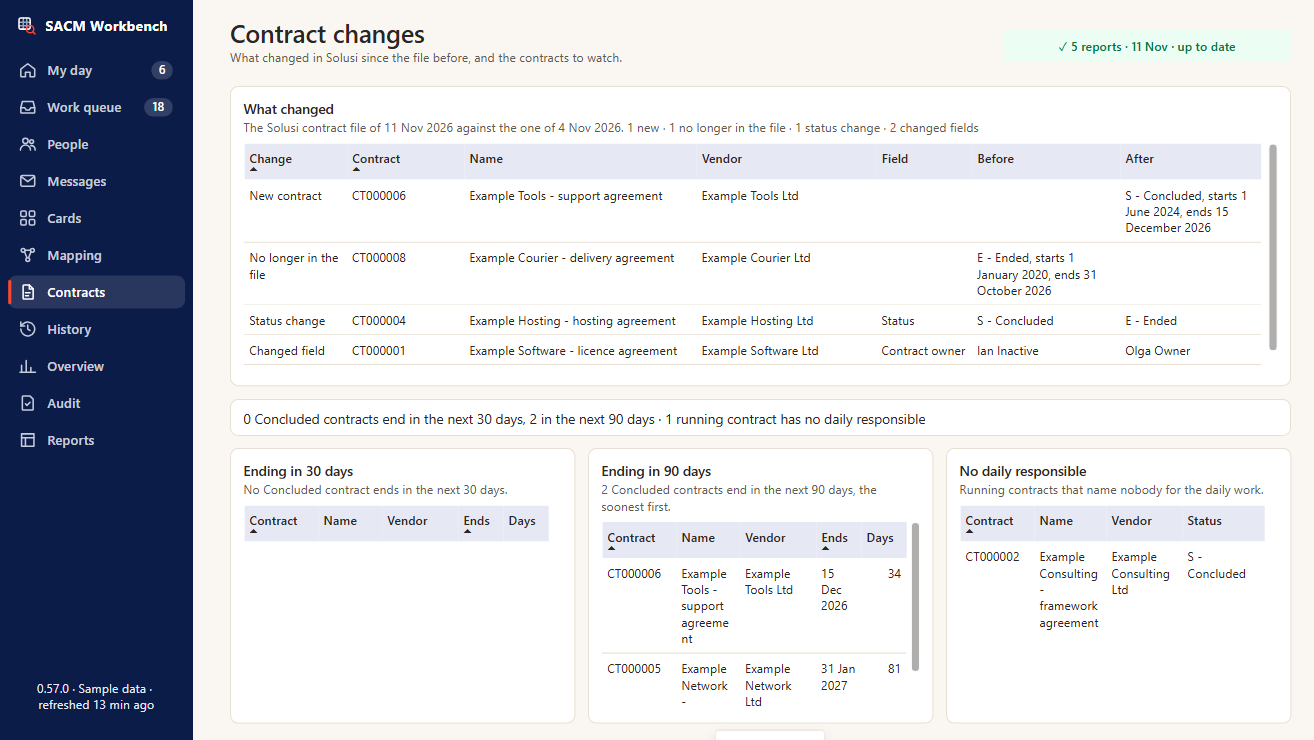 SACM Workbench
My day 6
Work queue 18
People
Messages
Cards
Mapping
Contracts
History
Overview
Audit
Reports
0.57.0 · Sample data ·
refreshed 13 min ago
Contract changes
What changed in Solusi since the file before, and the contracts to watch.
✓ 5 reports · 11 Nov · up to date
What changed
The Solusi contract file of 11 Nov 2026 against the one of 4 Nov 2026. 1 new · 1 no longer in the file · 1 status change · 2 changed fields
Change Contract Name Vendor Field Before After
New contract CT000006 Example Tools - support agreement Example Tools Ltd S - Concluded, starts 1
June 2024, ends 15
December 2026
No longer in the CT000008 Example Courier - delivery agreement Example Courier Ltd E - Ended, starts 1
file January 2020, ends 31
October 2026
Status change CT000004 Example Hosting - hosting agreement Example Hosting Ltd Status S - Concluded E - Ended
Changed field CT000001 Example Software - licence agreement Example Software Ltd Contract owner Ian Inactive Olga Owner
0 Concluded contracts end in the next 30 days, 2 in the next 90 days · 1 running contract has no daily responsible
Ending in 30 days
No Concluded contract ends in the next 30 days.
Contract Name Vendor Ends Days
Ending in 90 days
2 Concluded contracts end in the next 90 days, the
soonest first.
Contract Name Vendor Ends Days
CT000006 Example Example 15 34
Tools - Tools Ltd Dec
support 2026
agreeme
nt
CT000005 Example Example 31 Jan 81
Network Network 2027
- Ltd
No daily responsible
Running contracts that name nobody for the daily work.
Contract Name Vendor Status
CT000002 Example Example S -
Consulting Consulting Concluded
- Ltd
framework
agreement